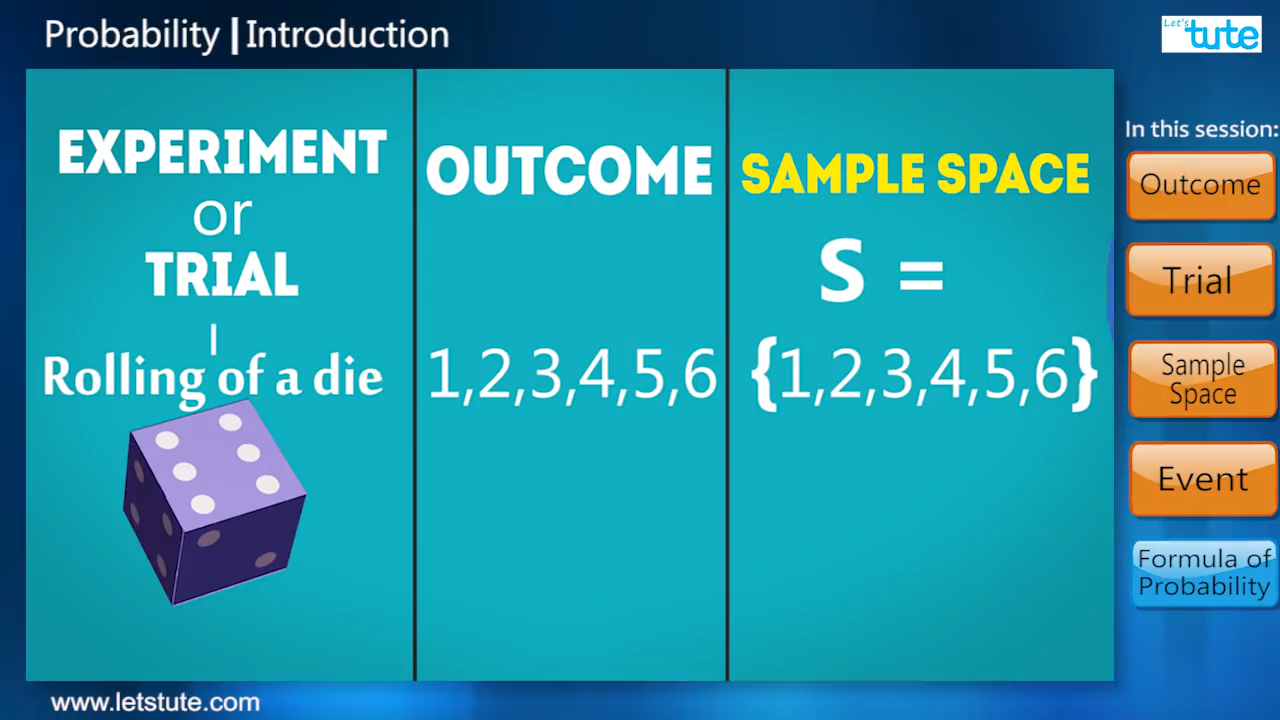 Probability | Introduction
Let's
tute
EXPERIMENT
or
TRIAL
Rolling of a die
OUTCOME
1,2,3,4,5,6
SAMPLE SPACE
S =
{1,2,3,4,5,6}
In this session:
Outcome
Trial
Sample
Space
Event
Formula of
Probability
www.letstute.com